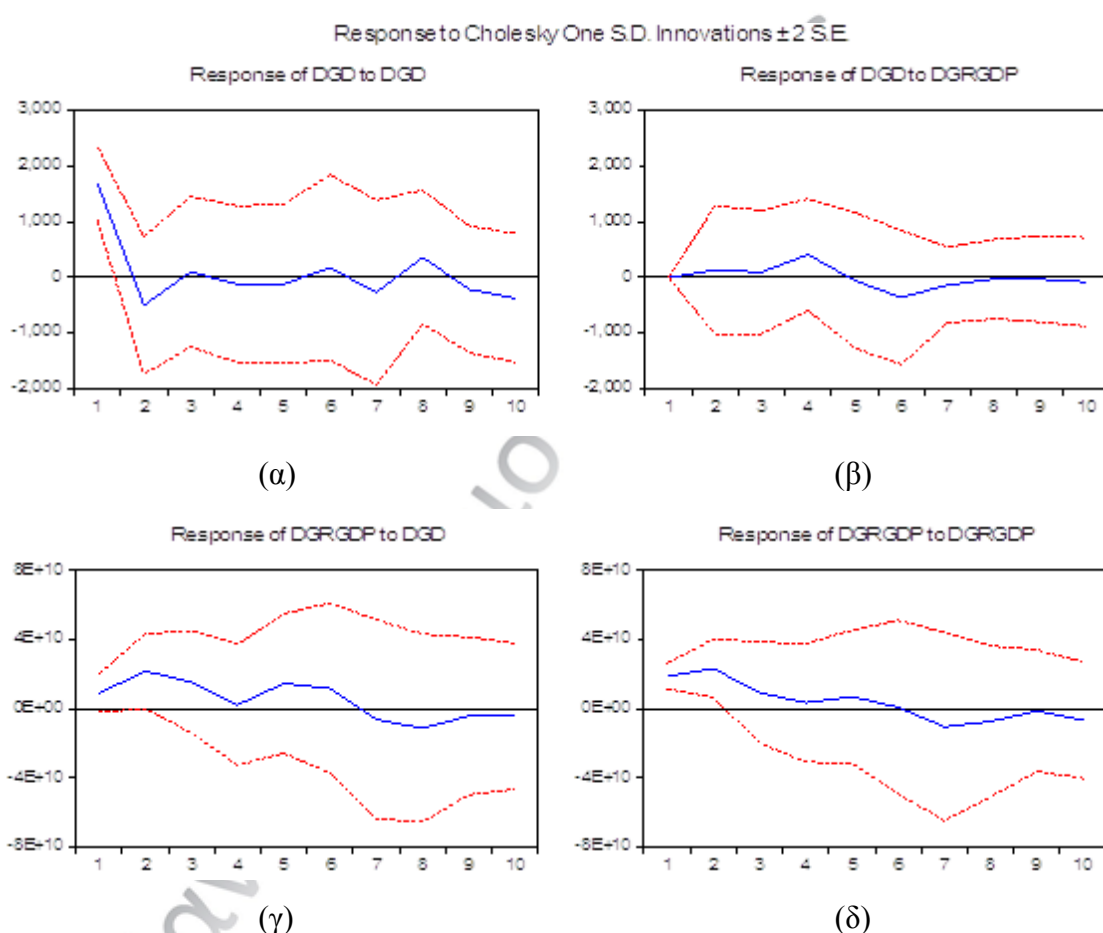 Response to Cholesky One S.D. Innovations ± 2 S.E.
Response of DGD to DGD
3,000
2,000
1,000
0
-1,000
-2,000
1 2 3 4 5 6 7 8 9 10
Response of DGD to DGRGDP
3,000
2,000
1,000
0
-1,000
-2,000
1 2 3 4 5 6 7 8 9 10
(α)
(β)
Response of DGRGDP to DGD
8E+10
4E+10
0E+00
-4E+10
-8E+10
1 2 3 4 5 6 7 8 9 10
Response of DGRGDP to DGRGDP
8E+10
4E+10
0E+00
-4E+10
-8E+10
1 2 3 4 5 6 7 8 9 10
(γ)
(δ)